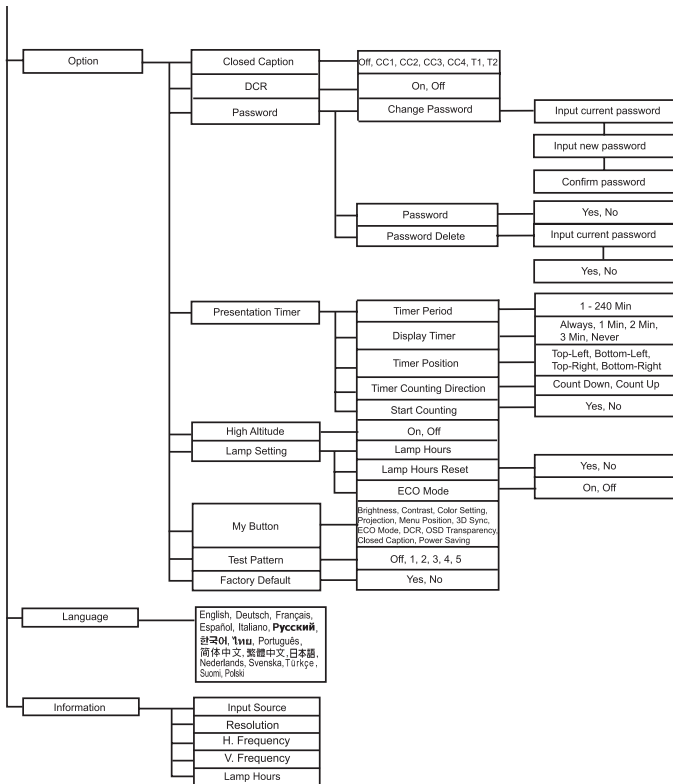 Option
Closed Caption
Off, CC1, CC2, CC3, CC4, T1, T2
DCR
On, Off
Password
Change Password
Input current password
Input new password
Confirm password
Password
Yes, No
Password Delete
Input current password
Yes, No
Presentation Timer
Timer Period
1 - 240 Min
Display Timer
Always, 1 Min, 2 Min,
3 Min, Never
Timer Position
Top-Left, Bottom-Left,
Top-Right, Bottom-Right
Timer Counting Direction
Count Down, Count Up
Start Counting
Yes, No
High Altitude
On, Off
Lamp Setting
Lamp Hours
Lamp Hours Reset
Yes, No
ECO Mode
On, Off
My Button
Brightness, Contrast, Color Setting,
Projection, Menu Position, 3D Sync,
ECO Mode, DCR, OSD Transparency,
Closed Caption, Power Saving
Test Pattern
Off, 1, 2, 3, 4, 5
Factory Default
Yes, No
Language
English, Deutsch, Français,
Español, Italiano, Русский,
한국어, ไทย, Português,
简体中文, 繁體中文, 日本語,
Nederlands, Svenska, Türkçe,
Suomi, Polski
Information
Input Source
Resolution
H. Frequency
V. Frequency
Lamp Hours